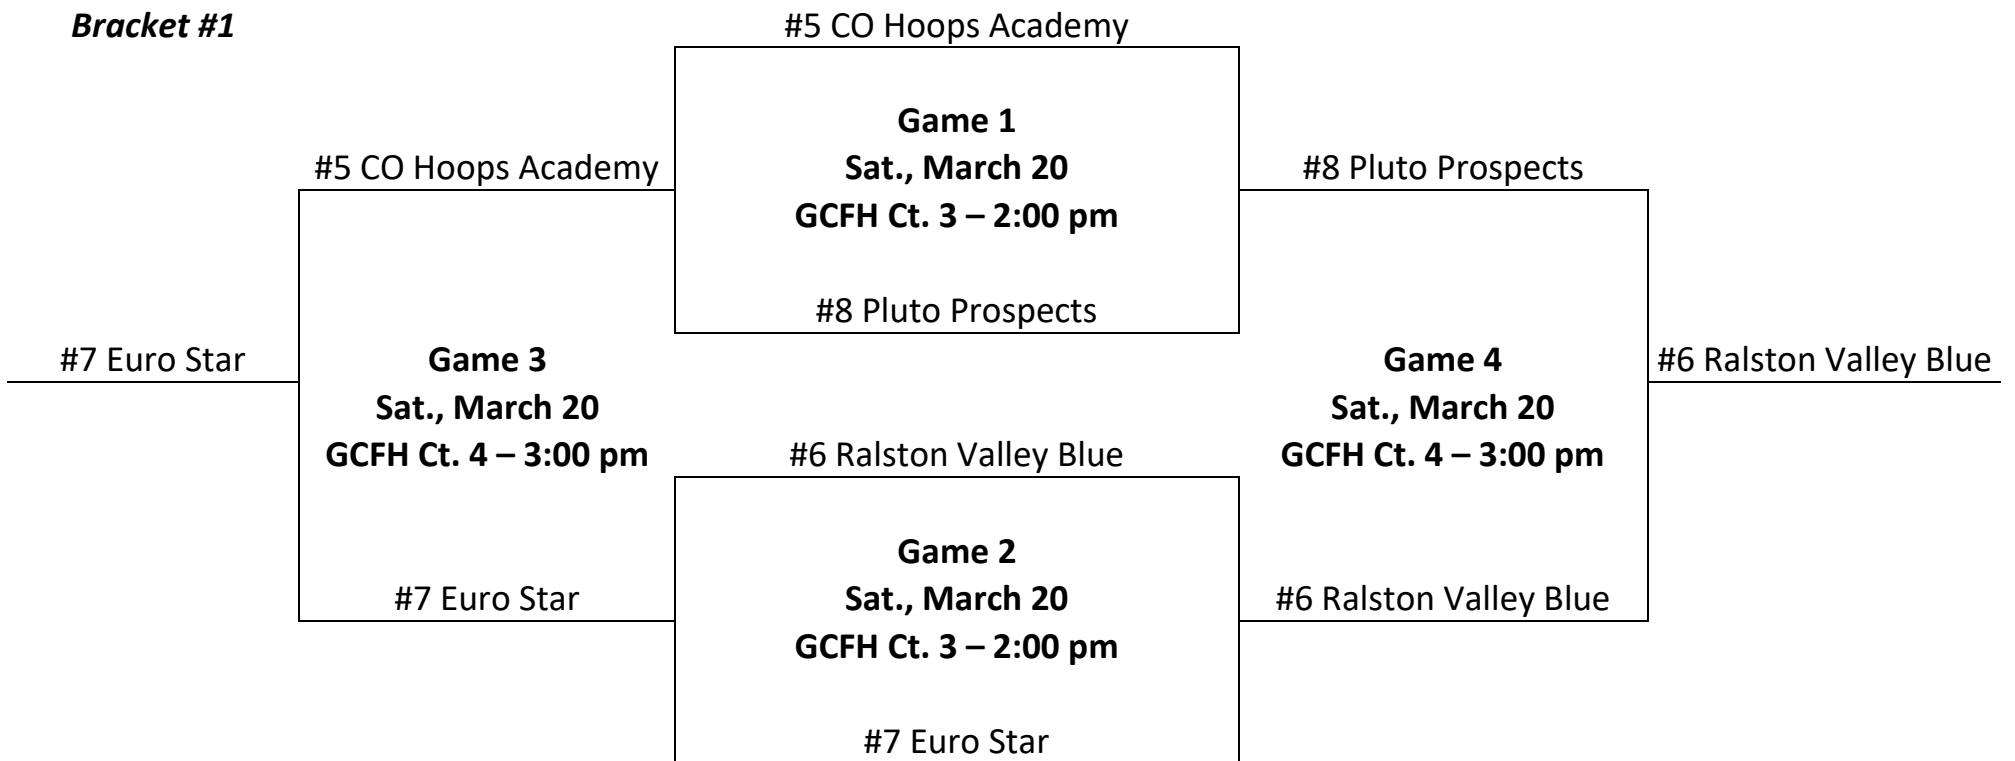 Bracket #1
#5 CO Hoops Academy
Game 1
Sat., March 20
GCFH Ct. 3 – 2:00 pm
#5 CO Hoops Academy
#8 Pluto Prospects
#8 Pluto Prospects
#7 Euro Star
Game 3
Sat., March 20
GCFH Ct. 4 – 3:00 pm
Game 4
Sat., March 20
GCFH Ct. 4 – 3:00 pm
#6 Ralston Valley Blue
#6 Ralston Valley Blue
Game 2
Sat., March 20
GCFH Ct. 3 – 2:00 pm
#7 Euro Star
#6 Ralston Valley Blue
#7 Euro Star